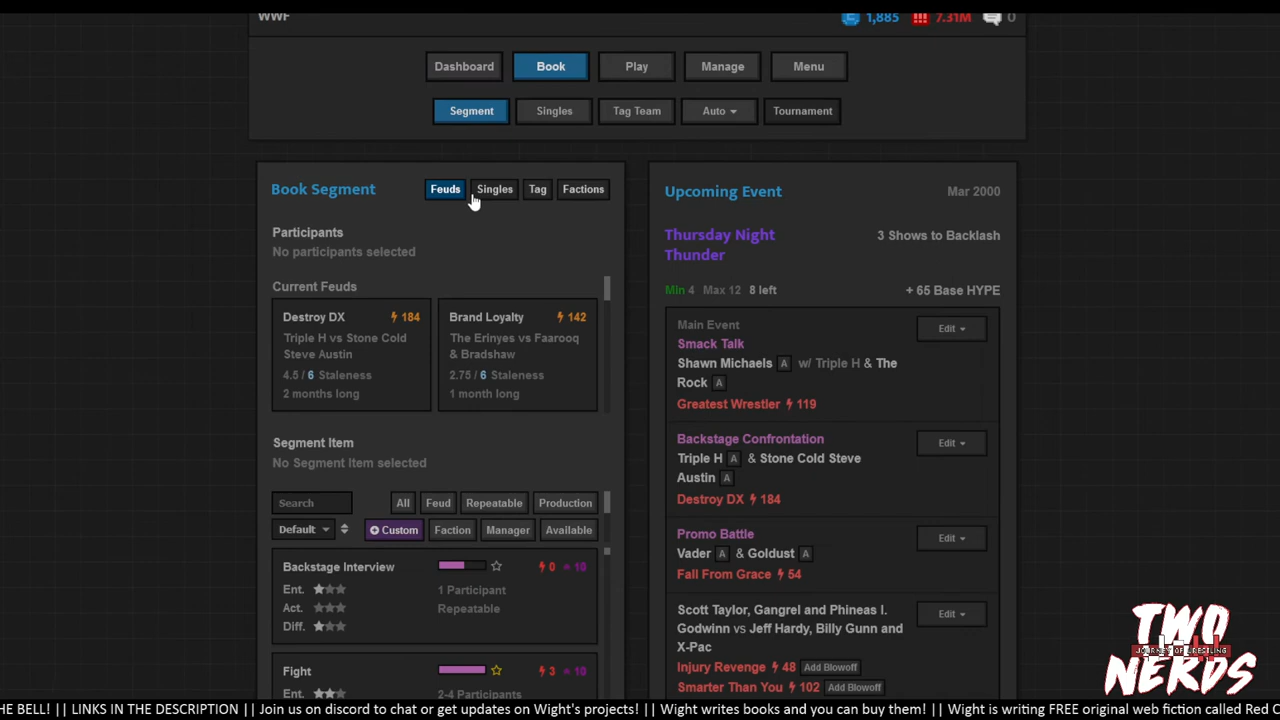 WWF
1,885 7.31M 0
Dashboard Book Play Manage Menu
Segment Singles Tag Team Auto Tournament
Book Segment
Feuds Singles Tag Factions
Participants
No participants selected
Current Feuds
Destroy DX 184
Triple H vs Stone Cold
Steve Austin
4.5 / 6 Staleness
2 months long
Brand Loyalty 142
The Erinyes vs Faarooq
& Bradshaw
2.75 / 6 Staleness
1 month long
Segment Item
No Segment Item selected
Search All Feud Repeatable Production
Default Custom Faction Manager Available
Backstage Interview 0 10
Ent. 1 Participant
Act. Repeatable
Diff.
Fight 3 10
Ent. 2-4 Participants
Upcoming Event Mar 2000
Thursday Night
Thunder
3 Shows to Backlash
Min 4 Max 12 8 left + 65 Base HYPE
Main Event Edit
Smack Talk
Shawn Michaels A w/ Triple H & The
Rock A
Greatest Wrestler 119
Backstage Confrontation Edit
Triple H A & Stone Cold Steve
Austin A
Destroy DX 184
Promo Battle Edit
Vader A & Goldust A
Fall From Grace 54
Scott Taylor, Gangrel and Phineas I. Edit
Godwinn vs Jeff Hardy, Billy Gunn and
X-Pac
Injury Revenge 48 Add Blowoff
Smarter Than You 102 Add Blowoff
TWO
JOURNEY OF WRESTLING
NERDS
HE BELL! || LINKS IN THE DESCRIPTION || Join us on discord to chat or get updates on Wight's projects! || Wight writes books and you can buy them! || Wight is writing FREE original web fiction called Red C